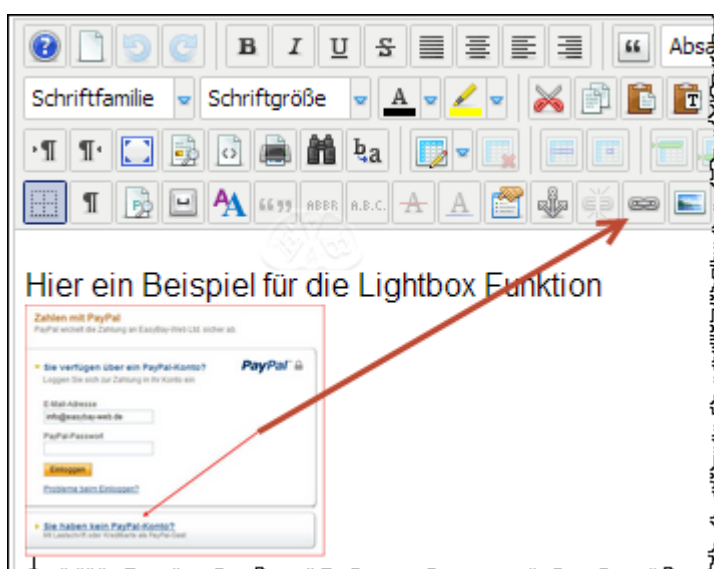 B I U S Absa
Schriftfamilie Schriftgröße A
ABBR A.B.C. A A
Hier ein Beispiel für die Lightbox Funktion
Zahlen mit PayPal
PayPal wickelt die Zahlung an EasyBay-Web Ltd. sicher ab.
Sie verfügen über ein PayPal-Konto? PayPal
Loggen Sie sich zur Zahlung in Ihr Konto ein
E-Mail-Adresse
info@easybay-web.de
PayPal-Passwort
Einloggen
Probleme beim Einloggen?
Sie haben kein PayPal-Konto?
Mit Lastschrift oder Kreditkarte als PayPal-Gast